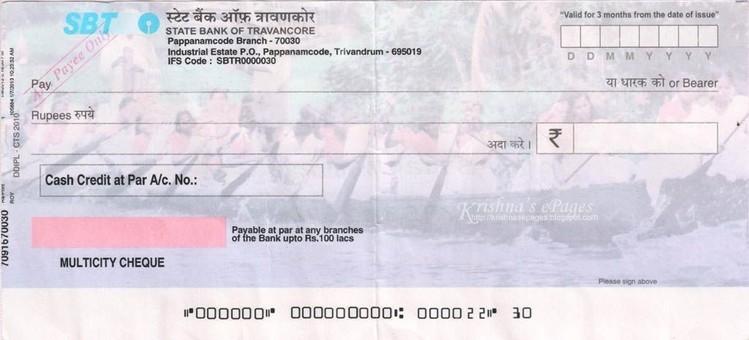 SBT
स्टेट बैंक ऑफ़ त्रावणकोर
STATE BANK OF TRAVANCORE
Pappanamcode Branch - 70030
Industrial Estate P.O., Pappanamcode, Trivandrum - 695019
IFS Code : SBTR0000030
"Valid for 3 months from the date of issue"
D D M M Y Y Y Y
A/c Payee Only
Pay
या धारक को or Bearer
Rupees रुपये
अदा करे ।
₹
DDIPL - CTS 2010
Cash Credit at Par A/c. No.:
Krishna's ePages
http://krishnasepages.blogspot.com
Payable at par at any branches
of the Bank upto Rs.100 lacs
MULTICITY CHEQUE
Please sign above
⑈000000⑈ 000000000⑆ 000022⑈ 30